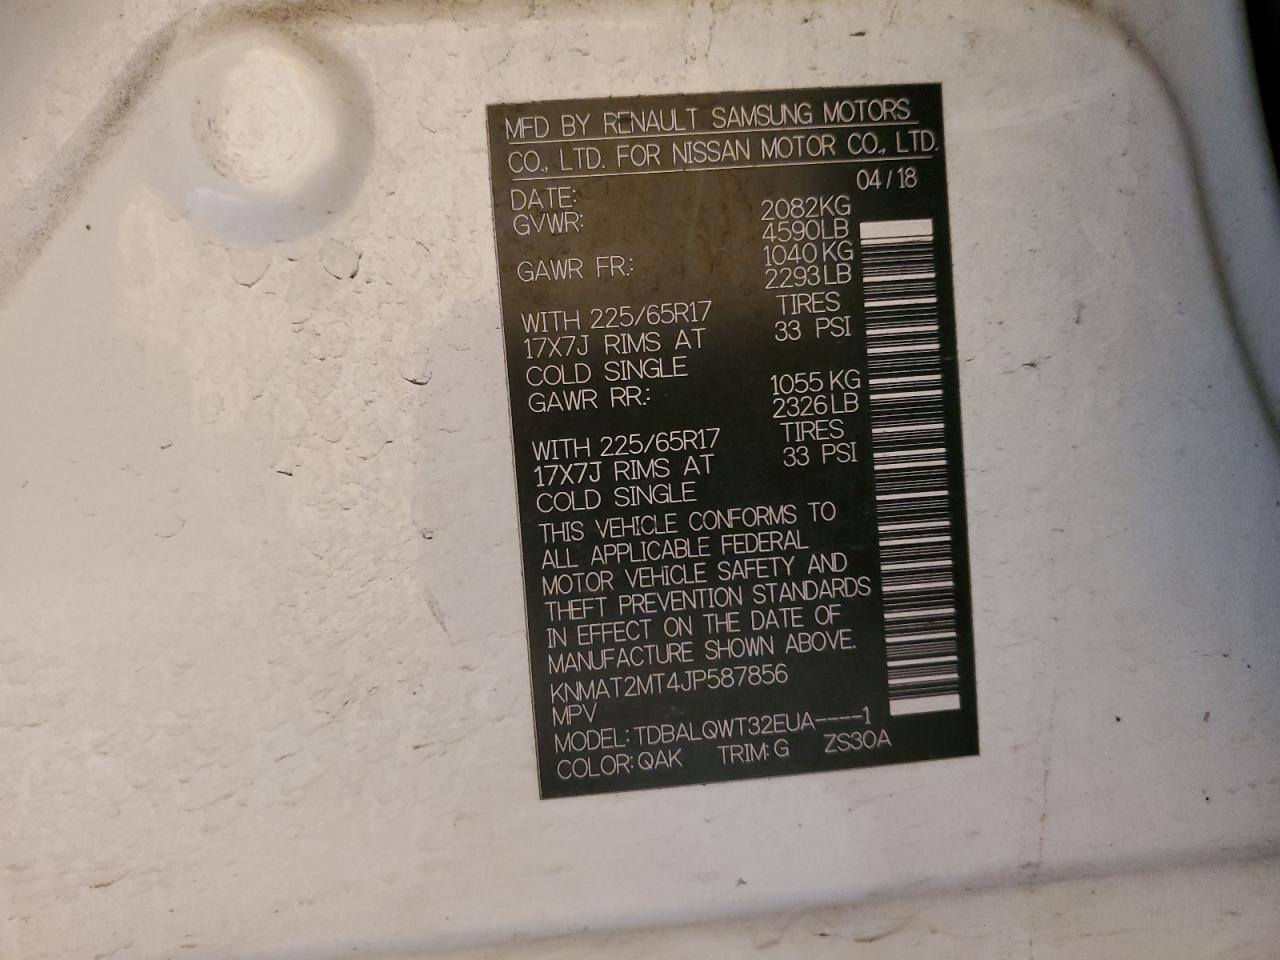 MFD BY RENAULT SAMSUNG MOTORS
CO., LTD. FOR NISSAN MOTOR CO., LTD.
DATE: 04/18
GVWR: 2082KG
4590LB
GAWR FR.: 1040KG
2293LB
WITH 225/65R17 TIRES
17X7J RIMS AT 33 PSI
COLD SINGLE
GAWR RR.: 1055KG
2326LB
WITH 225/65R17 TIRES
17X7J RIMS AT 33 PSI
COLD SINGLE
THIS VEHICLE CONFORMS TO
ALL APPLICABLE FEDERAL
MOTOR VEHICLE SAFETY AND
THEFT PREVENTION STANDARDS
IN EFFECT ON THE DATE OF
MANUFACTURE SHOWN ABOVE.
KNMAT2MT4JP587856
MPV
MODEL: TDBALQWT32EUA----1
COLOR: QAK TRIM: G ZS30A